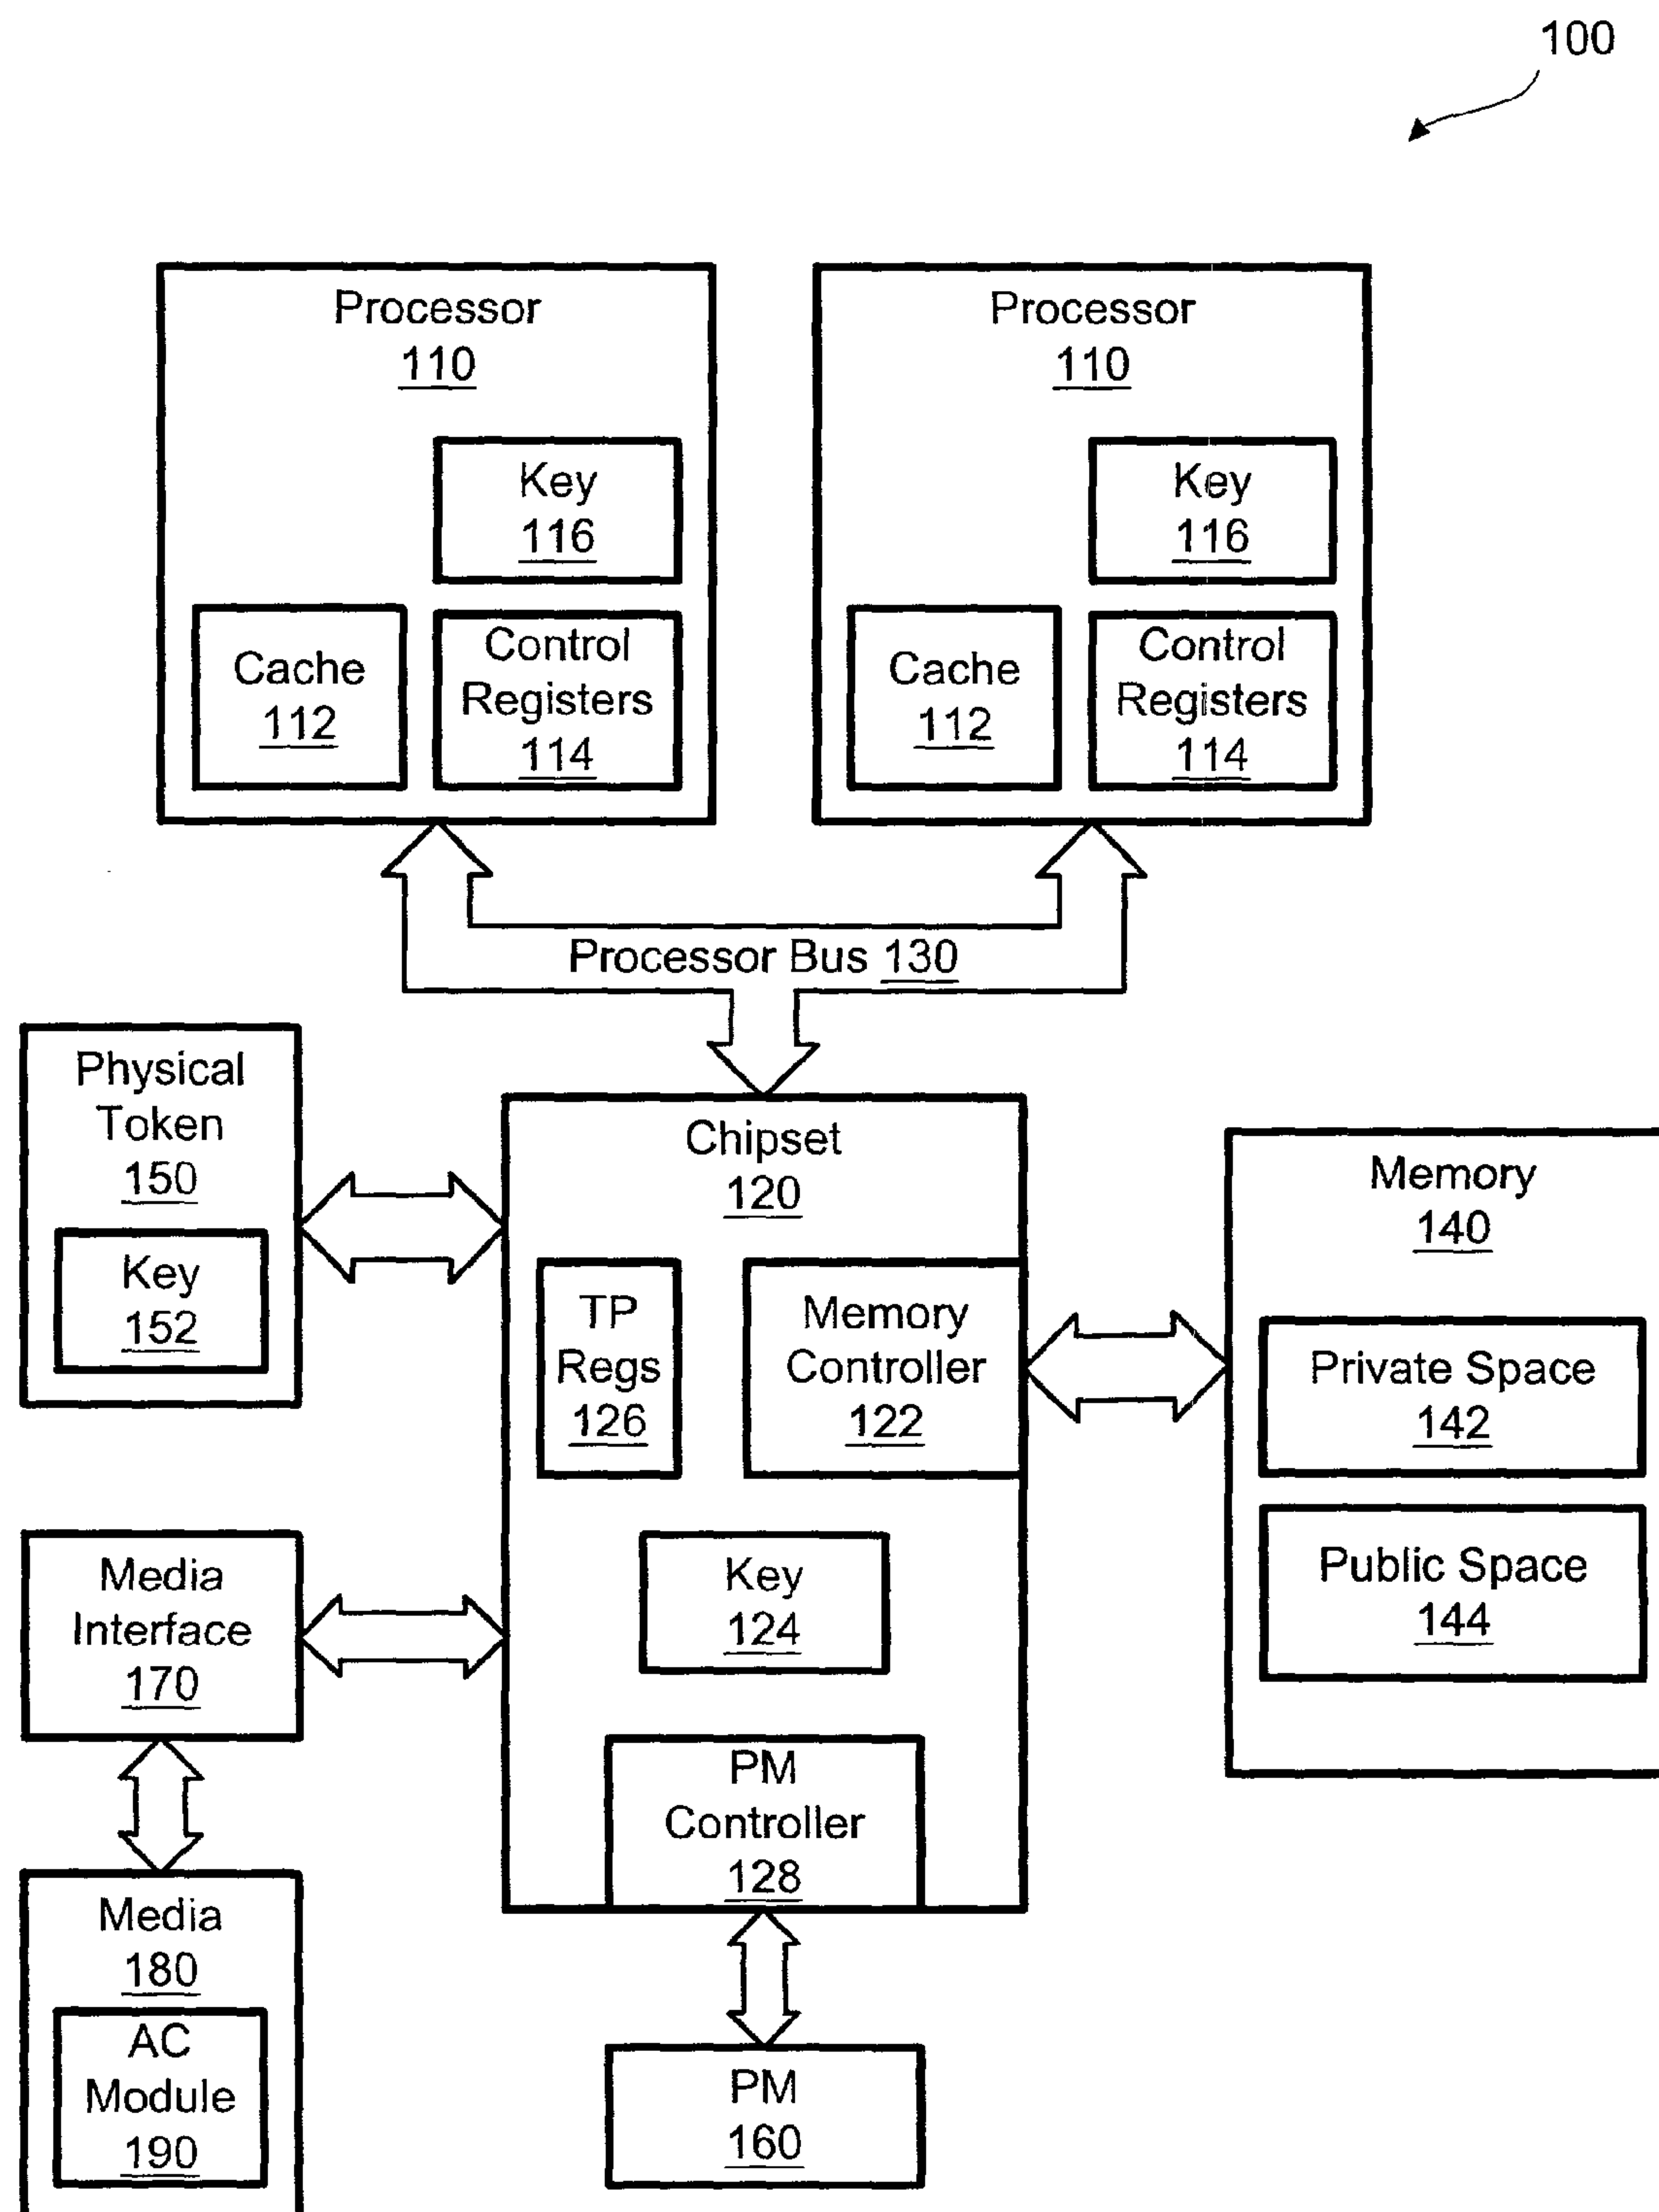 100
Processor
110
Key
116
Cache
112
Control
Registers
114
Processor
110
Key
116
Cache
112
Control
Registers
114
Processor Bus 130
Physical
Token
150
Key
152
Chipset
120
TP
Regs
126
Memory
Controller
122
Key
124
PM
Controller
128
Memory
140
Private Space
142
Public Space
144
Media
Interface
170
Media
180
AC
Module
190
PM
160